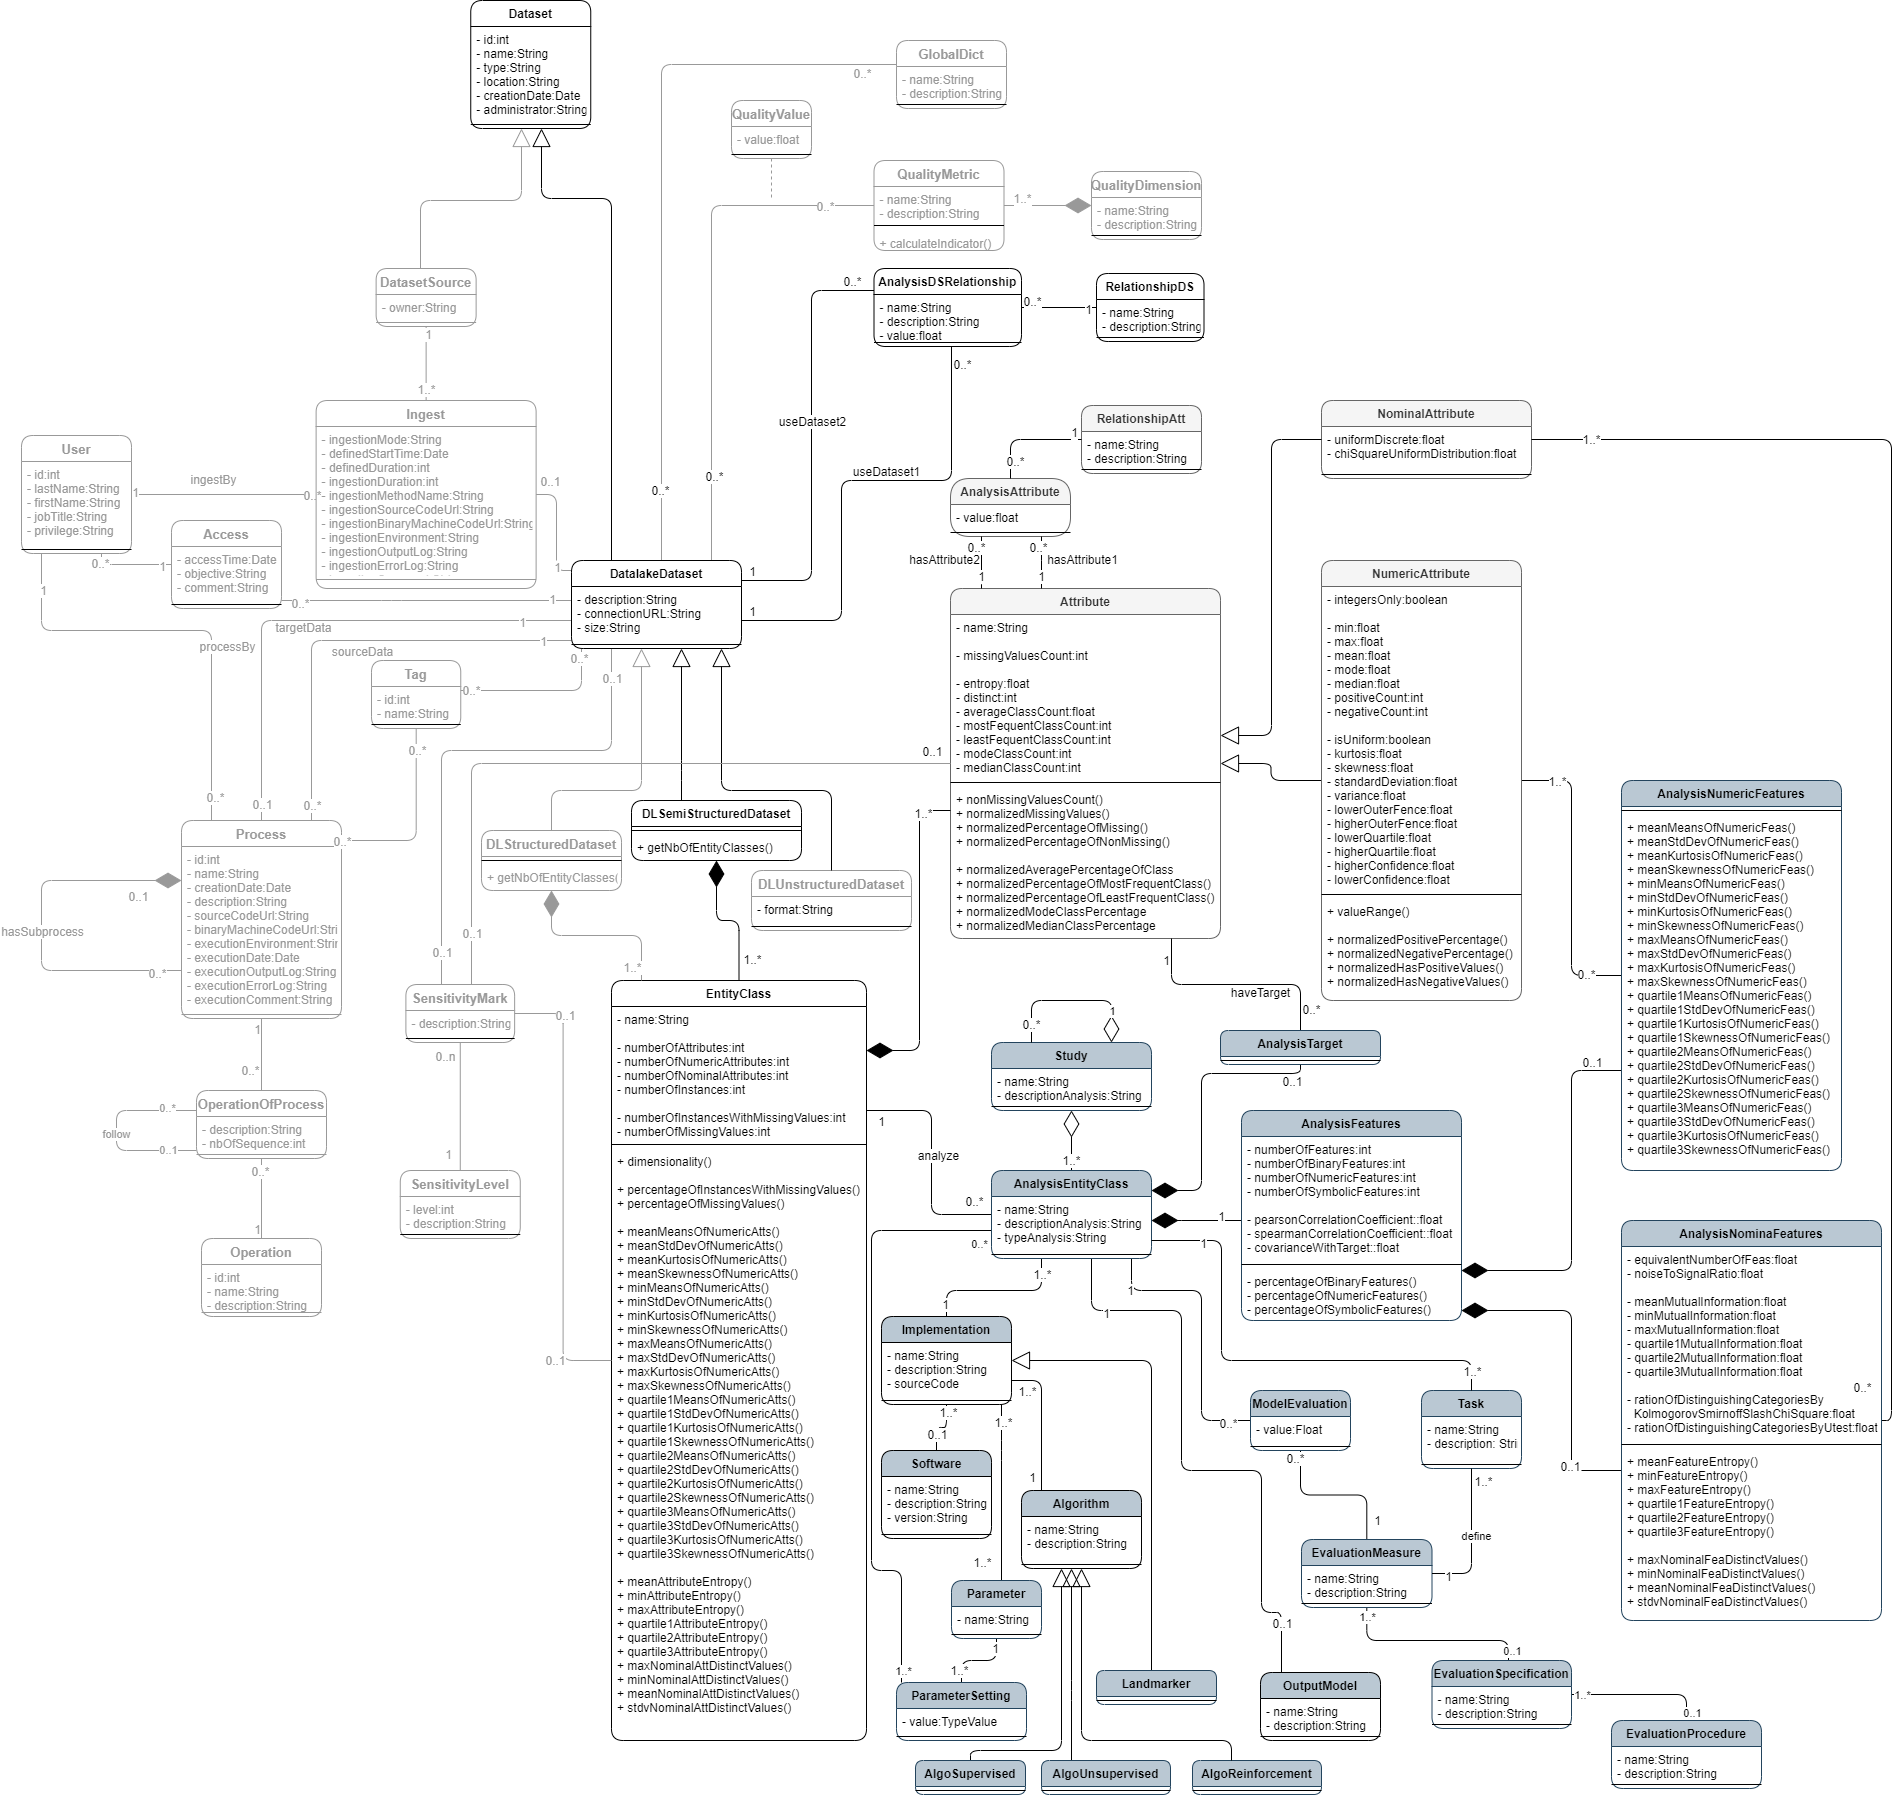 Dataset
- id:int
- name:String
- type:String
- location:String
- creationDate:Date
- administrator:String
GlobalDict
- name:String
- description:String
0..*
0..*
QualityValue
- value:float
QualityMetric
- name:String
- description:String
+ calculateIndicator()
0..*
0..*
1..*
QualityDimension
- name:String
- description:String
DatasetSource
- owner:String
1
1..*
AnalysisDSRelationship
- name:String
- description:String
- value:float
0..*
0..*
0..*
1
RelationshipDS
- name:String
- description:String
useDataset2
useDataset1
1
1
Ingest
- ingestionMode:String
- definedStartTime:Date
- definedDuration:int
- ingestionDuration:int
- ingestionMethodName:String
- ingestionSourceCodeUrl:String
- ingestionBinaryMachineCodeUrl:String
- ingestionEnvironment:String
- ingestionOutputLog:String
- ingestionErrorLog:String
0..1
1
User
- id:int
- lastName:String
- firstName:String
- jobTitle:String
- privilege:String
ingestBy
1
0..*
Access
- accessTime:Date
- objective:String
- comment:String
0..*
1
0..*
1
RelationshipAtt
- name:String
- description:String
1
0..*
AnalysisAttribute
- value:float
0..*
0..*
hasAttribute2
hasAttribute1
1
1
NominalAttribute
- uniformDiscrete:float
- chiSquareUniformDistribution:float
1..*
DatalakeDataset
- description:String
- connectionURL:String
- size:String
1
processBy
0..*
targetData
1
0..1
sourceData
1
0..*
Tag
- id:int
- name:String
0..*
0..*
0..*
0..*
0..1
Attribute
- name:String
- missingValuesCount:int
- entropy:float
- distinct:int
- averageClassCount:float
- mostFequentClassCount:int
- leastFequentClassCount:int
- modeClassCount:int
- medianClassCount:int
+ nonMissingValuesCount()
+ normalizedMissingValues()
+ normalizedPercentageOfMissing()
+ normalizedPercentageOfNonMissing()
+ normalizedAveragePercentageOfClass
+ normalizedPercentageOfMostFrequentClass()
+ normalizedPercentageOfLeastFrequentClass()
+ normalizedModeClassPercentage
+ normalizedMedianClassPercentage
0..1
1..*
NumericAttribute
- integersOnly:boolean
- min:float
- max:float
- mean:float
- mode:float
- median:float
- positiveCount:int
- negativeCount:int
- isUniform:boolean
- kurtosis:float
- skewness:float
- standardDeviation:float
- variance:float
- lowerOuterFence:float
- higherOuterFence:float
- lowerQuartile:float
- higherQuartile:float
- higherConfidence:float
- lowerConfidence:float
+ valueRange()
+ normalizedPositivePercentage()
+ normalizedNegativePercentage()
+ normalizedHasPositiveValues()
+ normalizedHasNegativeValues()
1..*
0..*
AnalysisNumericFeatures
+ meanMeansOfNumericFeas()
+ meanStdDevOfNumericFeas()
+ meanKurtosisOfNumericFeas()
+ meanSkewnessOfNumericFeas()
+ minMeansOfNumericFeas()
+ minStdDevOfNumericFeas()
+ minKurtosisOfNumericFeas()
+ minSkewnessOfNumericFeas()
+ maxMeansOfNumericFeas()
+ maxStdDevOfNumericFeas()
+ maxKurtosisOfNumericFeas()
+ maxSkewnessOfNumericFeas()
+ quartile1MeansOfNumericFeas()
+ quartile1StdDevOfNumericFeas()
+ quartile1KurtosisOfNumericFeas()
+ quartile1SkewnessOfNumericFeas()
+ quartile2MeansOfNumericFeas()
+ quartile2StdDevOfNumericFeas()
+ quartile2KurtosisOfNumericFeas()
+ quartile2SkewnessOfNumericFeas()
+ quartile3MeansOfNumericFeas()
+ quartile3StdDevOfNumericFeas()
+ quartile3KurtosisOfNumericFeas()
+ quartile3SkewnessOfNumericFeas()
0..1
DLStructuredDataset
+ getNbOfEntityClasses(
1..*
DLSemiStructuredDataset
+ getNbOfEntityClasses()
1..*
DLUnstructuredDataset
- format:String
Process
- id:int
- name:String
- creationDate:Date
- description:String
- sourceCodeUrl:String
- binaryMachineCodeUrl:Stri
- executionEnvironment:Strin
- executionDate:Date
- executionOutputLog:String
- executionErrorLog:String
- executionComment:String
0..1
hasSubprocess
0..*
1
0..*
SensitivityMark
- description:String
0..1
0..1
0..1
0..n
1
0..1
SensitivityLevel
- level:int
- description:String
OperationOfProcess
- description:String
- nbOfSequence:int
0..*
follow
0..1
0..*
1
Operation
- id:int
- name:String
- description:String
EntityClass
- name:String
- numberOfAttributes:int
- numberOfNumericAttributes:int
- numberOfNominalAttributes:int
- numberOfInstances:int
- numberOfInstancesWithMissingValues:int
- numberOfMissingValues:int
+ dimensionality()
+ percentageOfInstancesWithMissingValues()
+ percentageOfMissingValues()
+ meanMeansOfNumericAtts()
+ meanStdDevOfNumericAtts()
+ meanKurtosisOfNumericAtts()
+ meanSkewnessOfNumericAtts()
+ minMeansOfNumericAtts()
+ minStdDevOfNumericAtts()
+ minKurtosisOfNumericAtts()
+ minSkewnessOfNumericAtts()
+ maxMeansOfNumericAtts()
+ maxStdDevOfNumericAtts()
+ maxKurtosisOfNumericAtts()
+ maxSkewnessOfNumericAtts()
+ quartile1MeansOfNumericAtts()
+ quartile1StdDevOfNumericAtts()
+ quartile1KurtosisOfNumericAtts()
+ quartile1SkewnessOfNumericAtts()
+ quartile2MeansOfNumericAtts()
+ quartile2StdDevOfNumericAtts()
+ quartile2KurtosisOfNumericAtts()
+ quartile2SkewnessOfNumericAtts()
+ quartile3MeansOfNumericAtts()
+ quartile3StdDevOfNumericAtts()
+ quartile3KurtosisOfNumericAtts()
+ quartile3SkewnessOfNumericAtts()
+ meanAttributeEntropy()
+ minAttributeEntropy()
+ maxAttributeEntropy()
+ quartile1AttributeEntropy()
+ quartile2AttributeEntropy()
+ quartile3AttributeEntropy()
+ maxNominalAttDistinctValues()
+ minNominalAttDistinctValues()
+ meanNominalAttDistinctValues()
+ stdvNominalAttDistinctValues()
1
analyze
0..*
1
haveTarget
0..*
AnalysisTarget
0..1
0..*
1
Study
- name:String
- descriptionAnalysis:String
1..*
AnalysisEntityClass
- name:String
- descriptionAnalysis:String
- typeAnalysis:String
0..*
1
1
1..*
1
1
AnalysisFeatures
- numberOfFeatures:int
- numberOfBinaryFeatures:int
- numberOfNumericFeatures:int
- numberOfSymbolicFeatures:int
- pearsonCorrelationCoefficient::float
- spearmanCorrelationCoefficient::float
- covarianceWithTarget::float
- percentageOfBinaryFeatures()
- percentageOfNumericFeatures()
- percentageOfSymbolicFeatures()
0..1
AnalysisNominaFeatures
- equivalentNumberOfFeas:float
- noiseToSignalRatio:float
- meanMutualInformation:float
- minMutualInformation:float
- maxMutualInformation:float
- quartile1MutualInformation:float
- quartile2MutualInformation:float
- quartile3MutualInformation:float
0..*
- rationOfDistinguishingCategoriesBy
KolmogorovSmirnoffSlashChiSquare:float
- rationOfDistinguishingCategoriesByUtest:float
+ meanFeatureEntropy()
+ minFeatureEntropy()
+ maxFeatureEntropy()
+ quartile1FeatureEntropy()
+ quartile2FeatureEntropy()
+ quartile3FeatureEntropy()
+ maxNominalFeaDistinctValues()
+ minNominalFeaDistinctValues()
+ meanNominalFeaDistinctValues()
+ stdvNominalFeaDistinctValues()
1
Implementation
- name:String
- description:String
- sourceCode
1..*
1..*
1..*
0..1
Software
- name:String
- description:String
- version:String
1
Algorithm
- name:String
- description:String
1..*
Parameter
- name:String
1
1..*
1..*
ParameterSetting
- value:TypeValue
Landmarker
AlgoSupervised
AlgoUnsupervised
AlgoReinforcement
0..1
OutputModel
- name:String
- description:String
0..*
ModelEvaluation
- value:Float
0..*
1
1..*
Task
- name:String
- description: Stri
1..*
define
1
EvaluationMeasure
- name:String
- description:String
1..*
0..1
EvaluationSpecification
- name:String
- description:String
1..*
0..1
EvaluationProcedure
- name:String
- description:String